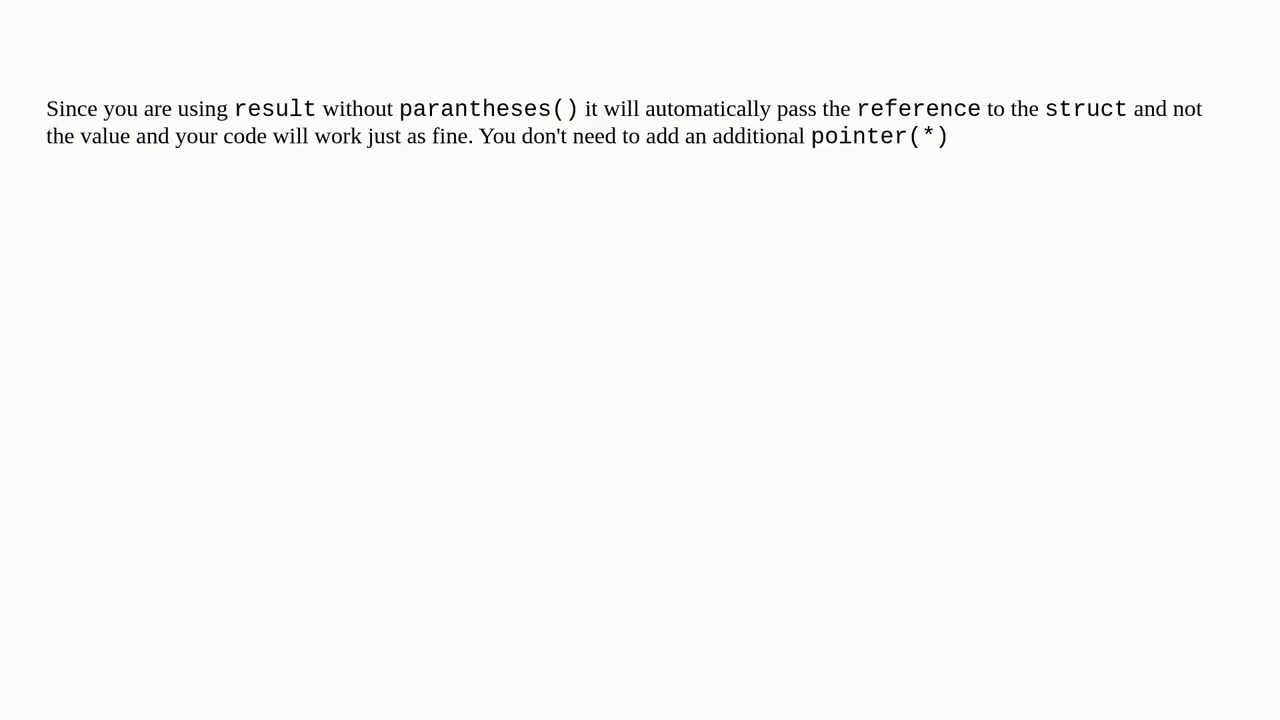 Since you are using result without parantheses() it will automatically pass the reference to the struct and not
the value and your code will work just as fine. You don't need to add an additional pointer(*)